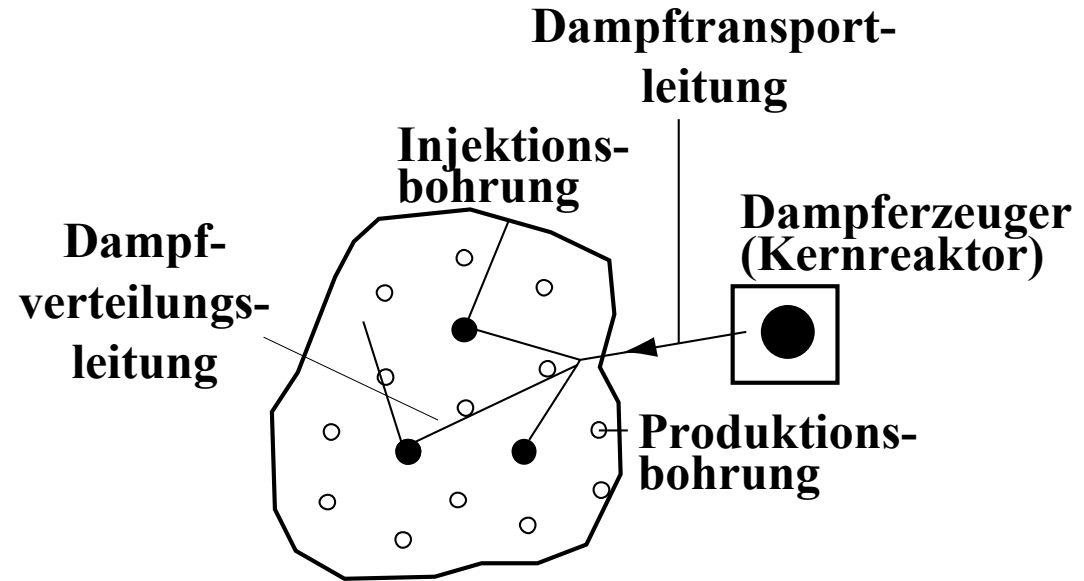 Dampftransport-
leitung
Injektions-
bohrung
Dampferzeuger
(Kernreaktor)
Dampf-
verteilungs-
leitung
Produktions-
bohrung